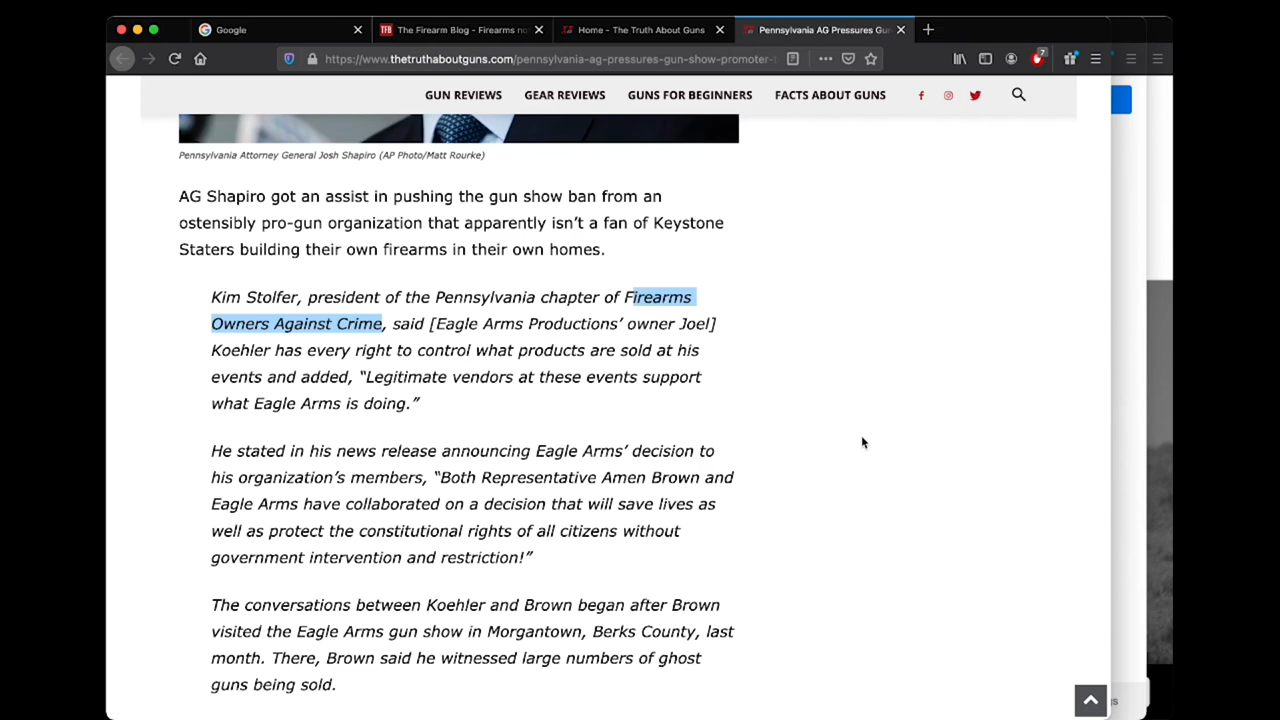 Google
The Firearm Blog - Firearms no
Home - The Truth About Guns
Pennsylvania AG Pressures Gu
https://www.thetruthaboutguns.com/pennsylvania-ag-pressures-gun-show-promoter-
7
GUN REVIEWS GEAR REVIEWS GUNS FOR BEGINNERS FACTS ABOUT GUNS
Pennsylvania Attorney General Josh Shapiro (AP Photo/Matt Rourke)
AG Shapiro got an assist in pushing the gun show ban from an
ostensibly pro-gun organization that apparently isn’t a fan of Keystone
Staters building their own firearms in their own homes.
Kim Stolfer, president of the Pennsylvania chapter of Firearms
Owners Against Crime, said [Eagle Arms Productions’ owner Joel]
Koehler has every right to control what products are sold at his
events and added, “Legitimate vendors at these events support
what Eagle Arms is doing.”
He stated in his news release announcing Eagle Arms’ decision to
his organization’s members, “Both Representative Amen Brown and
Eagle Arms have collaborated on a decision that will save lives as
well as protect the constitutional rights of all citizens without
government intervention and restriction!”
The conversations between Koehler and Brown began after Brown
visited the Eagle Arms gun show in Morgantown, Berks County, last
month. There, Brown said he witnessed large numbers of ghost
guns being sold.